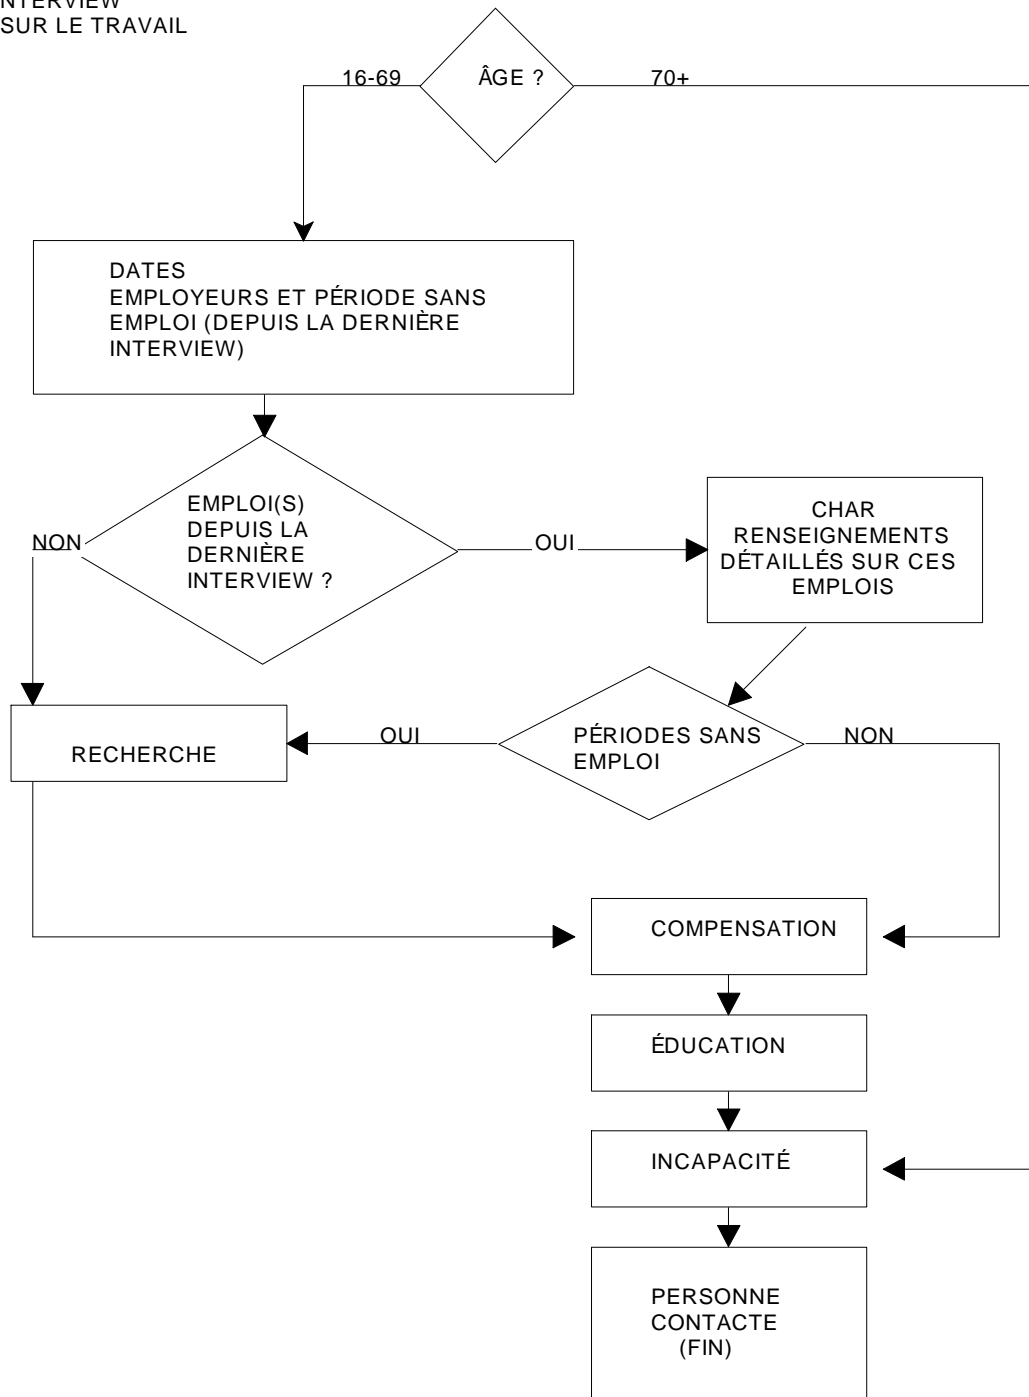 INTERVIEW
SUR LE TRAVAIL
16-69
ÂGE ?
70+
DATES
EMPLOYEURS ET PÉRIODE SANS
EMPLOI (DEPUIS LA DERNIÈRE
INTERVIEW)
EMPLOI(S)
DEPUIS LA
DERNIÈRE
INTERVIEW ?
NON
OUI
CHAR
RENSEIGNEMENTS
DÉTAILLÉS SUR CES
EMPLOIS
RECHERCHE
OUI
PÉRIODES SANS
EMPLOI
NON
COMPENSATION
ÉDUCATION
INCAPACITÉ
PERSONNE
CONTACTE
(FIN)